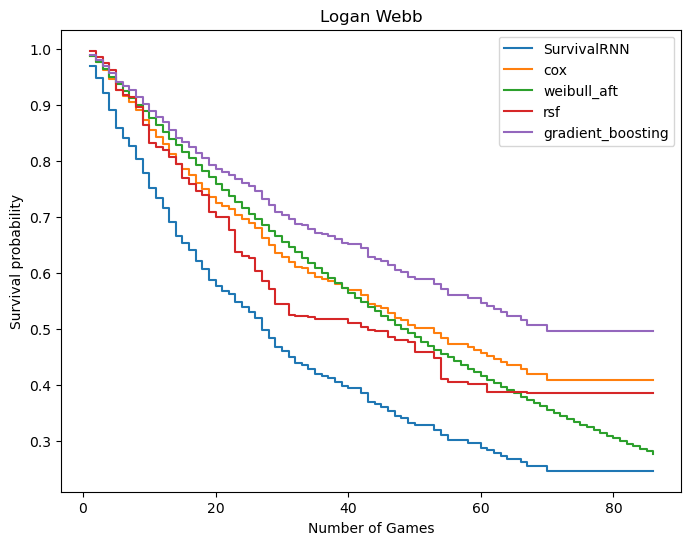 Logan Webb
SurvivalRNN
cox
weibull_aft
rsf
gradient_boosting
Survival probability
1.0
0.9
0.8
0.7
0.6
0.5
0.4
0.3
0
20
40
60
80
Number of Games